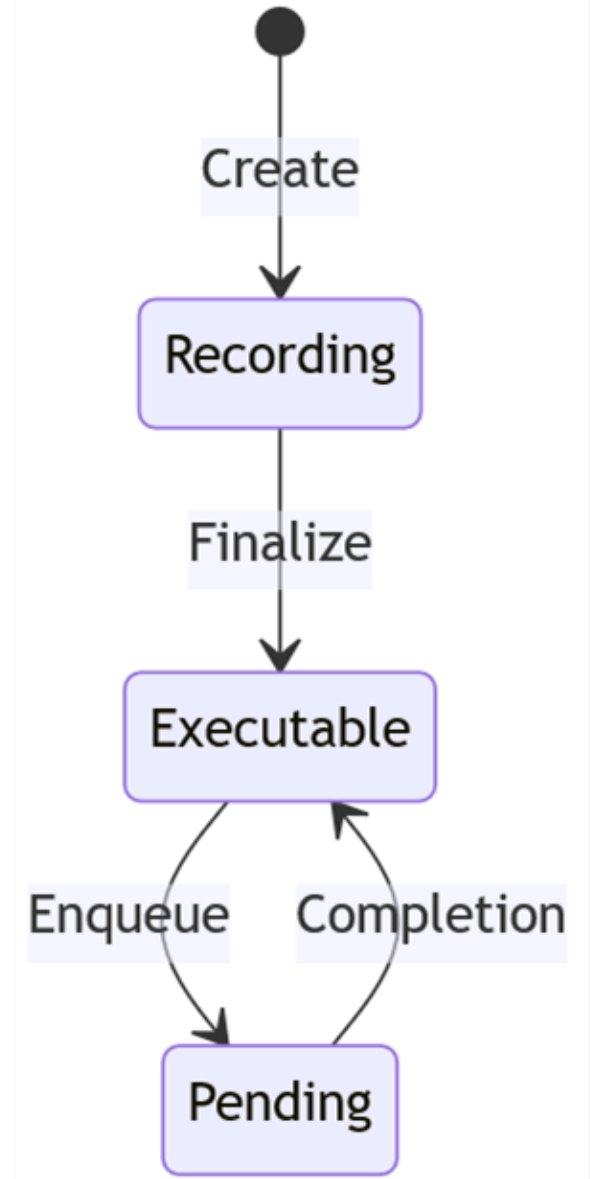 Create
Recording
Finalize
Executable
Enqueue
Completion
Pending